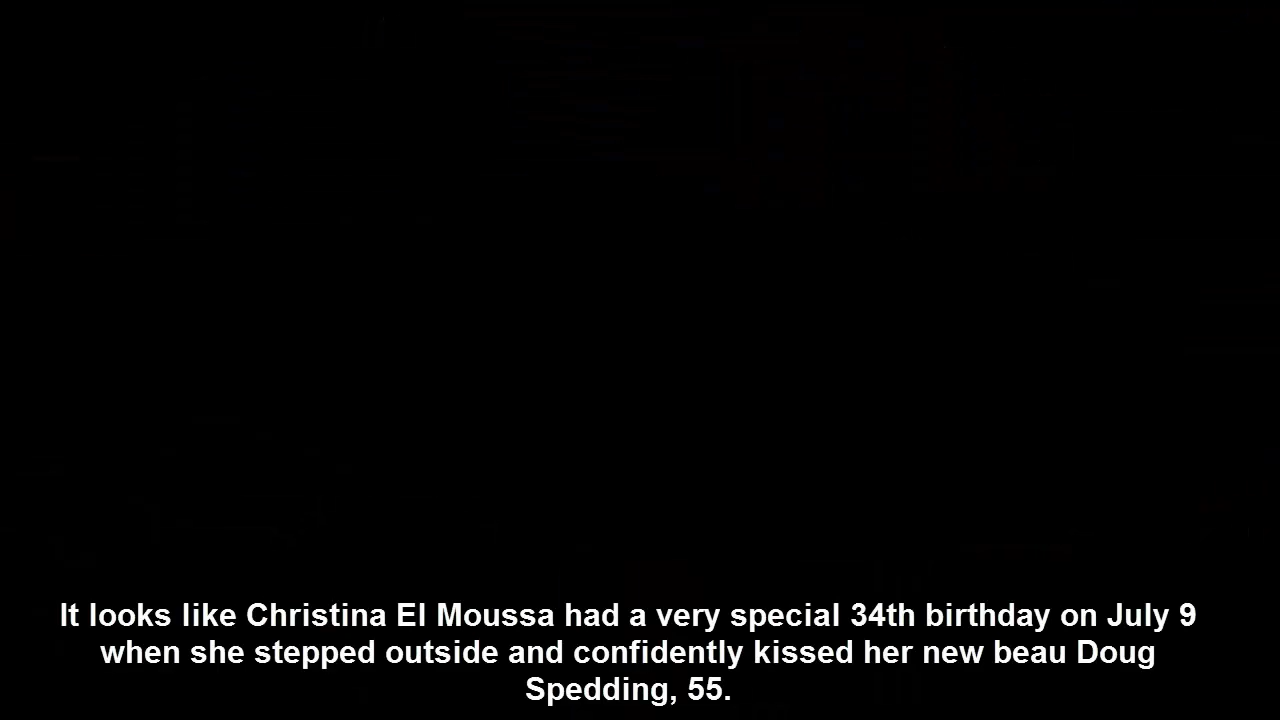 It looks like Christina El Moussa had a very special 34th birthday on July 9
when she stepped outside and confidently kissed her new beau Doug
Spedding, 55.